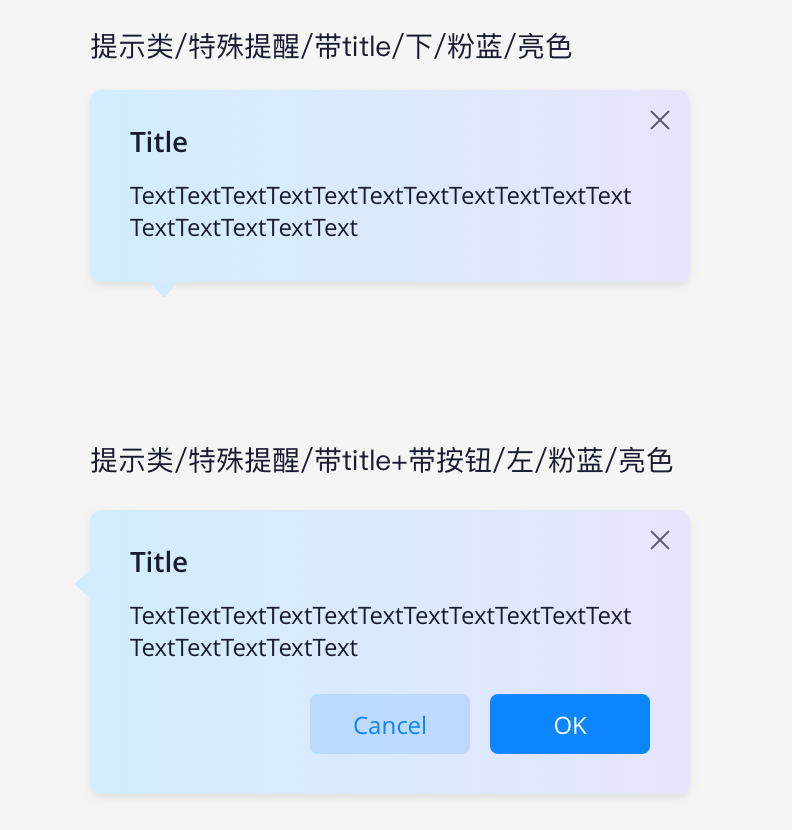 提示类/特殊提醒/带title/下/粉蓝/亮色
Title
TextTextTextTextTextTextTextTextTextTextText
TextTextTextTextText
提示类/特殊提醒/带title+带按钮/左/粉蓝/亮色
Title
TextTextTextTextTextTextTextTextTextTextText
TextTextTextTextText
Cancel
OK